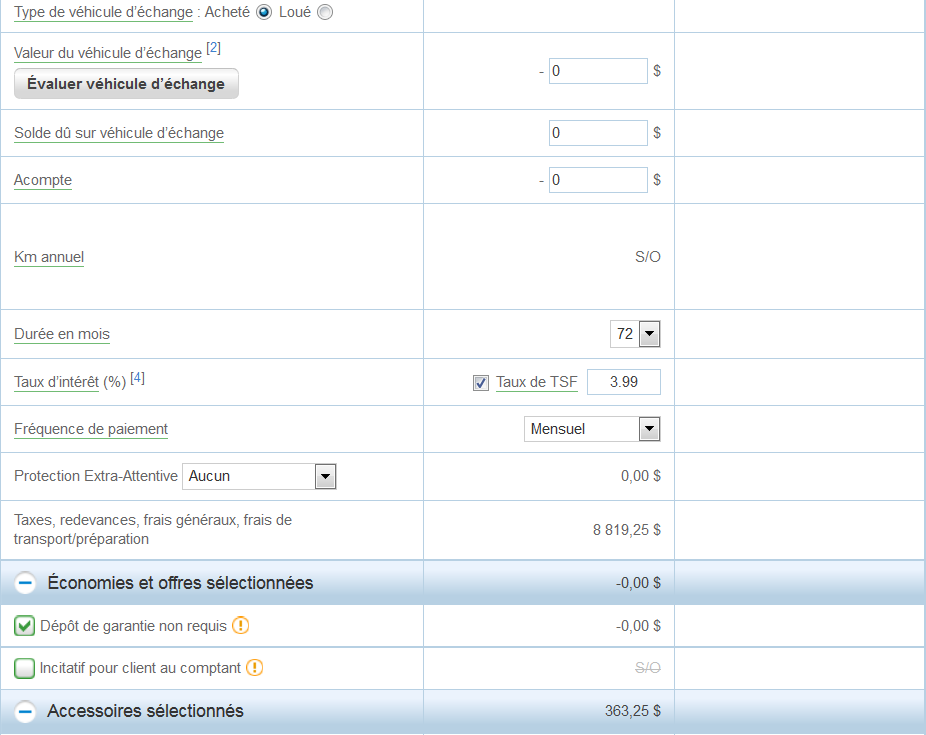 Type de véhicule d'échange : Acheté Loué
Valeur du véhicule d'échange [2]
Évaluer véhicule d'échange
- 0 $
Solde dû sur véhicule d'échange 0 $
Acompte - 0 $
Km annuel S/O
Durée en mois 72
Taux d'intérêt (%) [4] Taux de TSF 3.99
Fréquence de paiement Mensuel
Protection Extra-Attentive Aucun 0,00 $
Taxes, redevances, frais généraux, frais de
transport/préparation
8 819,25 $
Économies et offres sélectionnées -0,00 $
Dépôt de garantie non requis -0,00 $
Incitatif pour client au comptant S/O
Accessoires sélectionnés 363,25 $